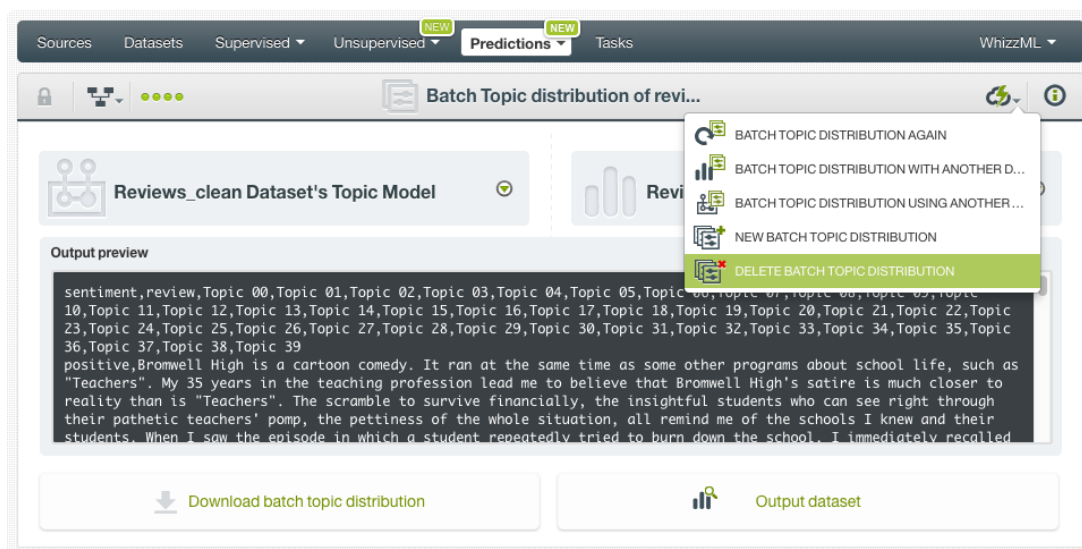 NEW
NEW
Sources Datasets Supervised Unsupervised Predictions Tasks WhizzML
Batch Topic distribution of revi...
BATCH TOPIC DISTRIBUTION AGAIN
BATCH TOPIC DISTRIBUTION WITH ANOTHER D...
BATCH TOPIC DISTRIBUTION USING ANOTHER ...
NEW BATCH TOPIC DISTRIBUTION
DELETE BATCH TOPIC DISTRIBUTION
Reviews_clean Dataset's Topic Model
Revi
Output preview
sentiment,review,Topic 00,Topic 01,Topic 02,Topic 03,Topic 04,Topic 05,Topic 06,Topic 07,Topic 08,Topic 09,Topic
10,Topic 11,Topic 12,Topic 13,Topic 14,Topic 15,Topic 16,Topic 17,Topic 18,Topic 19,Topic 20,Topic 21,Topic 22,Topic
23,Topic 24,Topic 25,Topic 26,Topic 27,Topic 28,Topic 29,Topic 30,Topic 31,Topic 32,Topic 33,Topic 34,Topic 35,Topic
36,Topic 37,Topic 38,Topic 39
positive,Bromwell High is a cartoon comedy. It ran at the same time as some other programs about school life, such as
"Teachers". My 35 years in the teaching profession lead me to believe that Bromwell High's satire is much closer to
reality than is "Teachers". The scramble to survive financially, the insightful students who can see right through
their pathetic teachers' pomp, the pettiness of the whole situation, all remind me of the schools I knew and their
students. When I saw the episode in which a student repeatedly tried to burn down the school, I immediately recalled
Download batch topic distribution
Output dataset